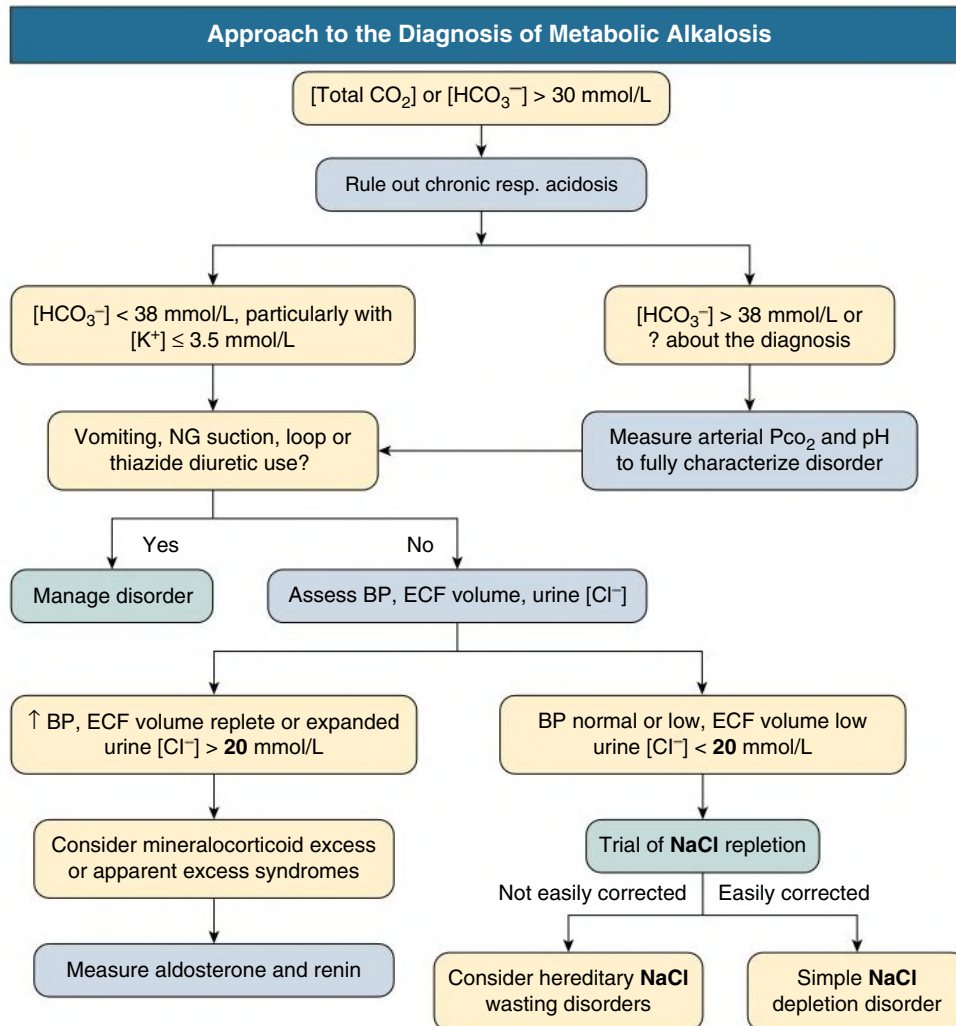 Approach to the Diagnosis of Metabolic Alkalosis
[Total CO₂] or [HCO₃⁻] > 30 mmol/L
Rule out chronic resp. acidosis
[HCO₃⁻] < 38 mmol/L, particularly with
[K⁺] ≤ 3.5 mmol/L
[HCO₃⁻] > 38 mmol/L or
? about the diagnosis
Vomiting, NG suction, loop or
thiazide diuretic use?
Measure arterial Pco₂ and pH
to fully characterize disorder
Yes
No
Manage disorder
Assess BP, ECF volume, urine [Cl⁻]
↑ BP, ECF volume replete or expanded
urine [Cl⁻] > 20 mmol/L
BP normal or low, ECF volume low
urine [Cl⁻] < 20 mmol/L
Consider mineralocorticoid excess
or apparent excess syndromes
Trial of NaCl repletion
Not easily corrected
Easily corrected
Measure aldosterone and renin
Consider hereditary NaCl
wasting disorders
Simple NaCl
depletion disorder